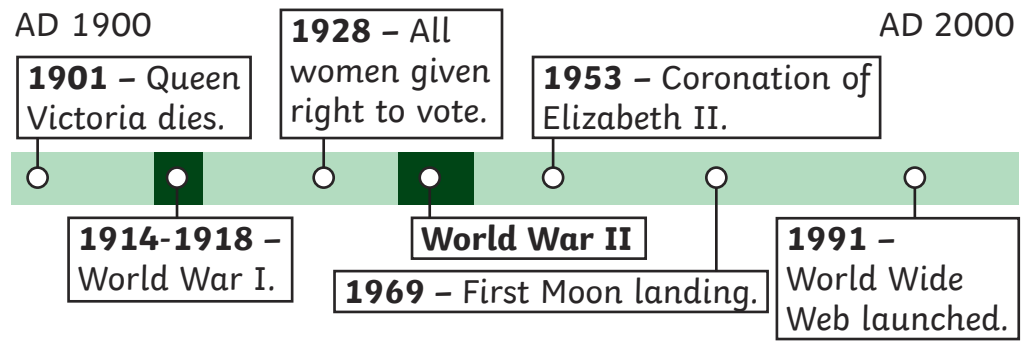 AD 1900
AD 2000
1901 – Queen
Victoria dies.
1928 – All
women given
right to vote.
1953 – Coronation of
Elizabeth II.
1914-1918 –
World War I.
World War II
1969 – First Moon landing.
1991 –
World Wide
Web launched.